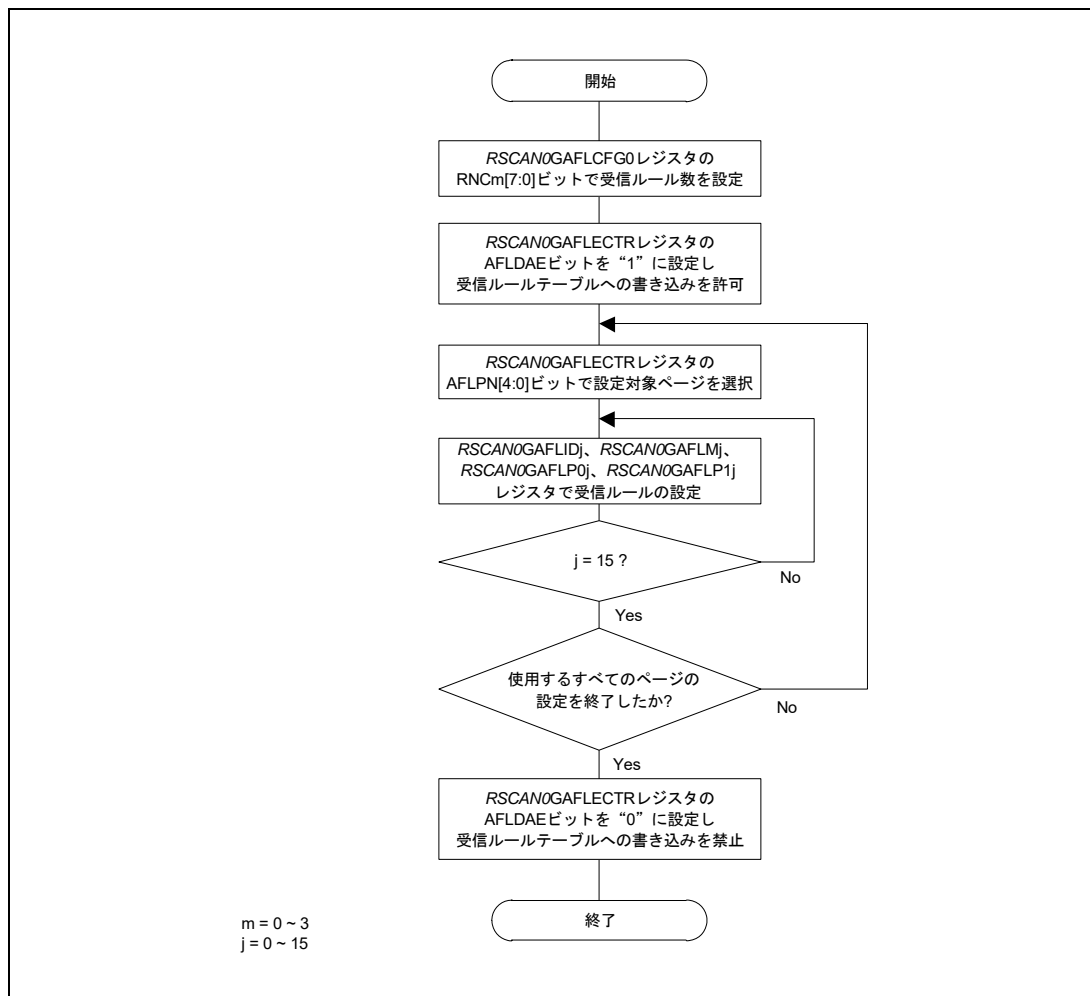 開始
RSCAN0GAFLCFG0レジスタの
RNCm[7:0]ビットで受信ルール数を設定
RSCAN0GAFLECTRレジスタの
AFLDAEビットを“1”に設定し
受信ルールテーブルへの書き込みを許可
RSCAN0GAFLECTRレジスタの
AFLPN[4:0]ビットで設定対象ページを選択
RSCAN0GAFLIDj、RSCAN0GAFLMj、
RSCAN0GAFLP0j、RSCAN0GAFLP1j
レジスタで受信ルールの設定
j = 15 ?
No
Yes
使用するすべてのページの
設定を終了したか?
No
Yes
RSCAN0GAFLECTRレジスタの
AFLDAEビットを“0”に設定し
受信ルールテーブルへの書き込みを禁止
終了
m = 0 ~ 3
j = 0 ~ 15